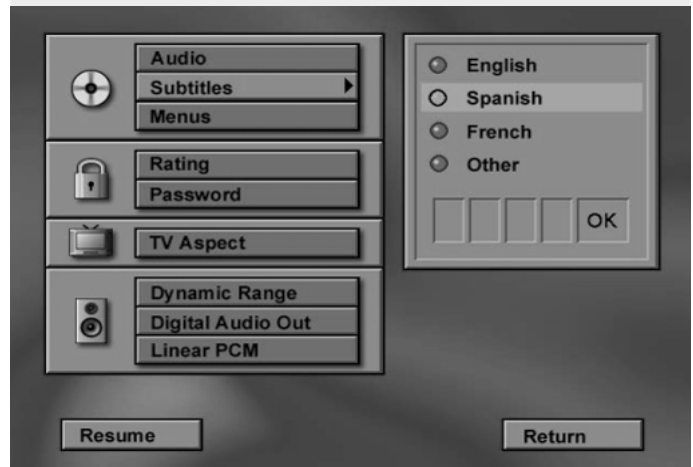 Audio
Subtitles
Menus
Rating
Password
TV Aspect
Dynamic Range
Digital Audio Out
Linear PCM
English
Spanish
French
Other
OK
Resume
Return